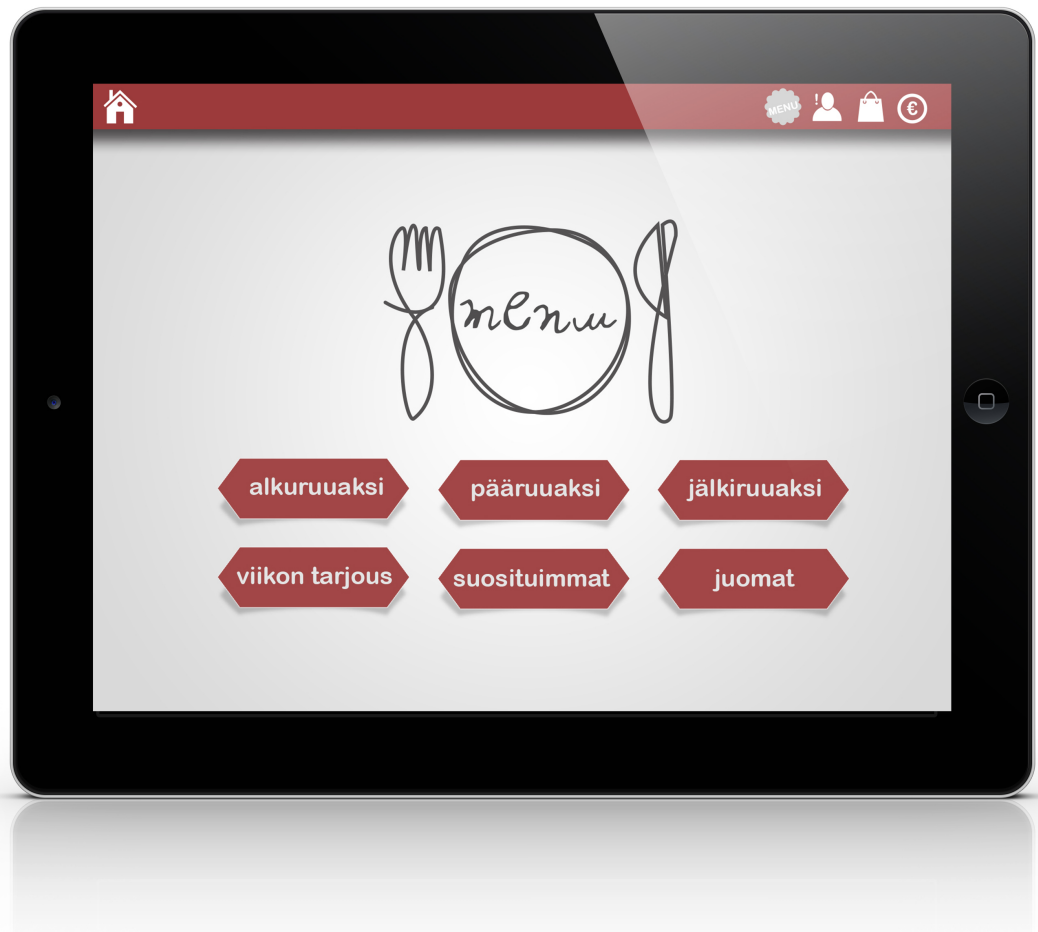 MENU
!
€
menu
alkuruuaksi
pääruuaksi
jälkiruuaksi
viikon tarjous
suosituimmat
juomat